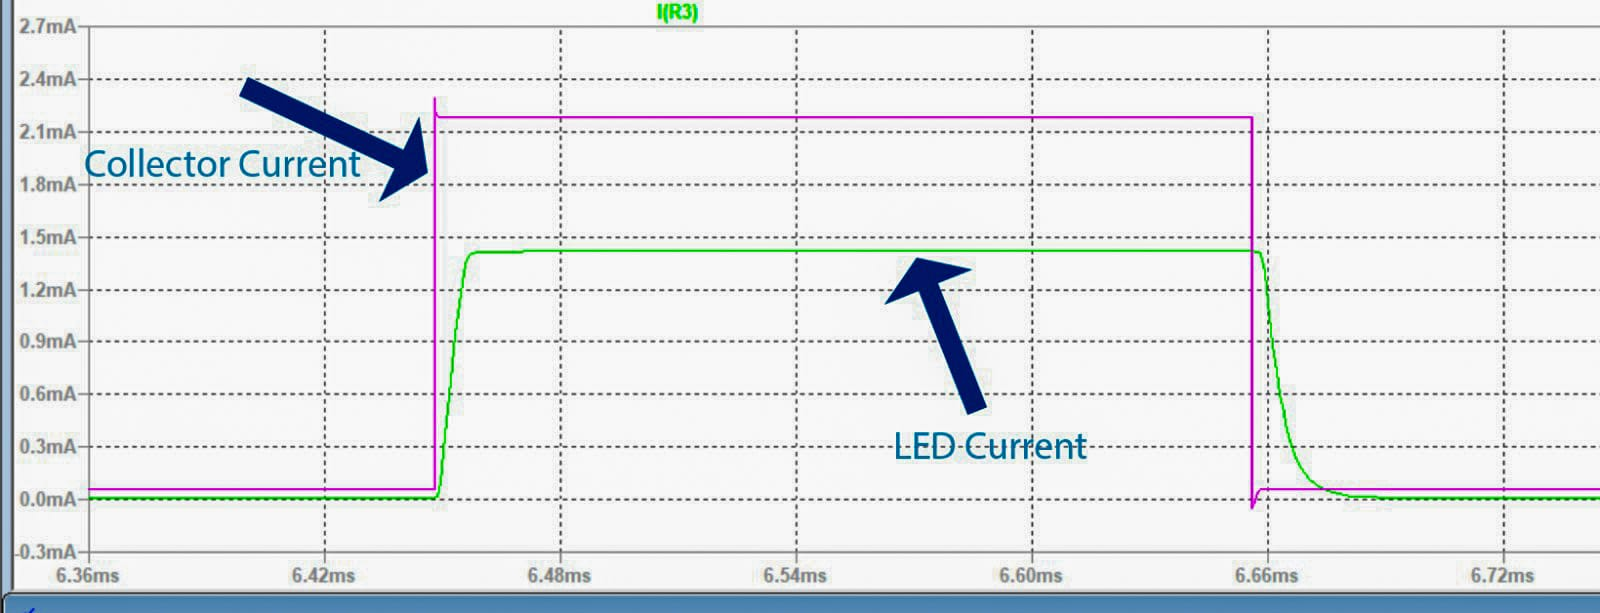 I(R3)
2.7mA
2.4mA
2.1mA
Collector Current
1.8mA
1.5mA
1.2mA
0.9mA
0.6mA
LED Current
0.3mA
0.0mA
-0.3mA
6.36ms 6.42ms 6.48ms 6.54ms 6.60ms 6.66ms 6.72ms